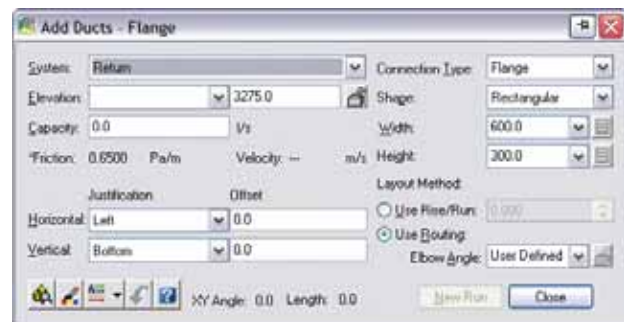 Add Ducts - Flange
System: Return
Elevation: 3275.0
Capacity: 0.0 l/s
*Friction: 0.6500 Pa/m Velocity: -- m/s
Justification Offset
Horizontal: Left 0.0
Vertical: Bottom 0.0
XY Angle: 0.0 Length: 0.0
Connection Type: Flange
Shape: Rectangular
Width: 600.0
Height: 300.0
Layout Method:
Use Rise/Run: 0.000
Use Routing
Elbow Angle: User Defined
New Run Close